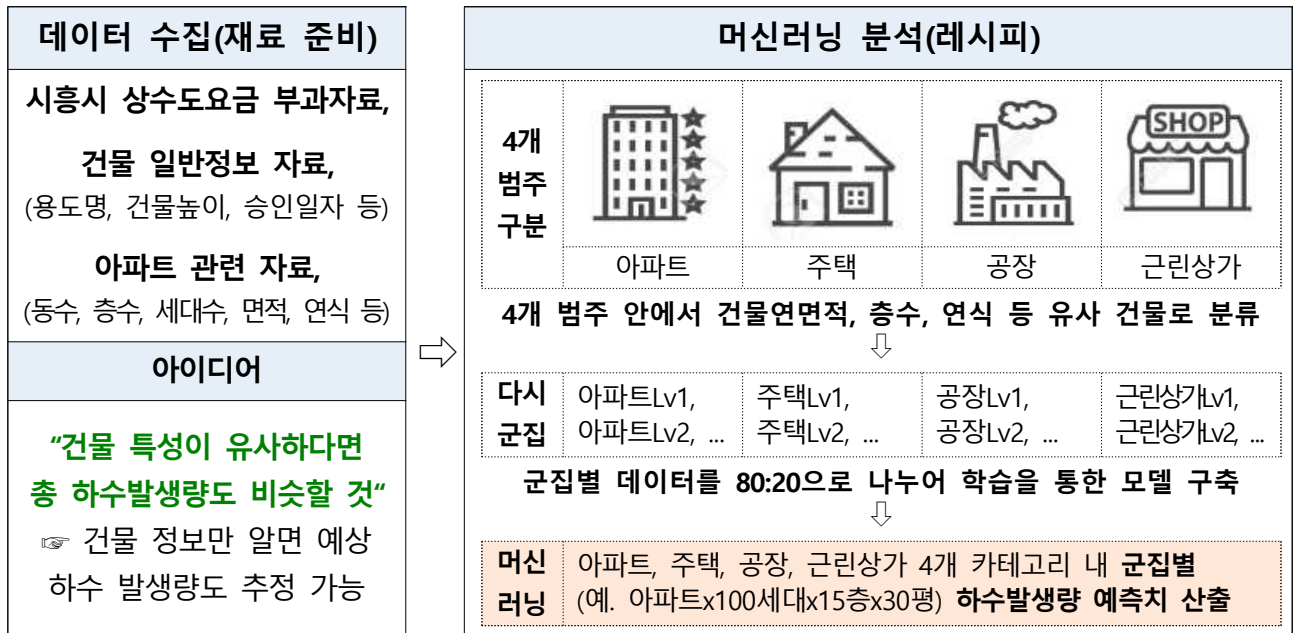 데이터 수집(재료 준비)
시흥시 상수도요금 부과자료,
건물 일반정보 자료,
(용도명, 건물높이, 승인일자 등)
아파트 관련 자료,
(동수, 층수, 세대수, 면적, 연식 등)
아이디어
“건물 특성이 유사하다면
총 하수발생량도 비슷할 것“
☞ 건물 정보만 알면 예상
하수 발생량도 추정 가능
⇨
머신러닝 분석(레시피)
4개
범주
구분
SHOP
아파트 주택 공장 근린상가
4개 범주 안에서 건물연면적, 층수, 연식 등 유사 건물로 분류
⇩
다시
군집
아파트Lv1,
아파트Lv2, ...
주택Lv1,
주택Lv2, ...
공장Lv1,
공장Lv2, ...
근린상가Lv1,
근린상가Lv2, ...
군집별 데이터를 80:20으로 나누어 학습을 통한 모델 구축
⇩
머신
러닝
아파트, 주택, 공장, 근린상가 4개 카테고리 내 군집별
(예. 아파트x100세대x15층x30평) 하수발생량 예측치 산출